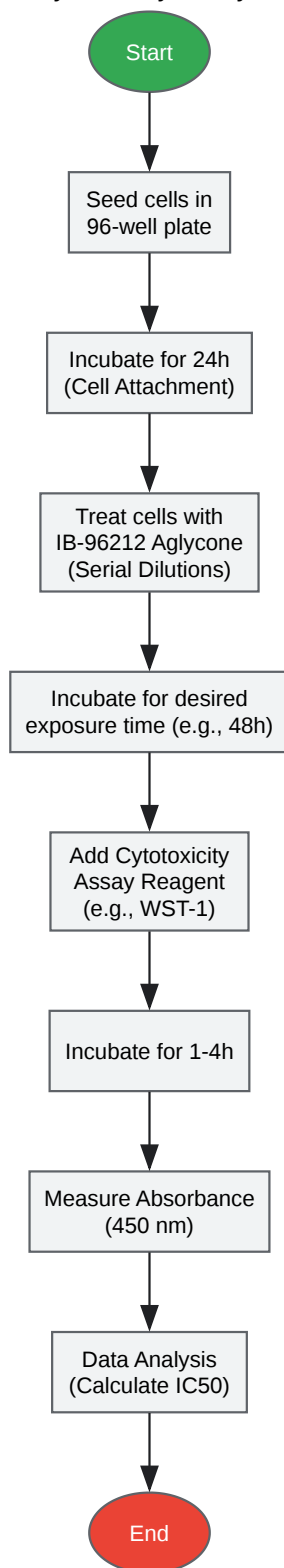 Start
Seed cells in
96-well plate
Incubate for 24h
(Cell Attachment)
Treat cells with
IB-96212 Aglycone
(Serial Dilutions)
Incubate for desired
exposure time (e.g., 48h)
Add Cytotoxicity
Assay Reagent
(e.g., WST-1)
Incubate for 1-4h
Measure Absorbance
(450 nm)
Data Analysis
(Calculate IC50)
End